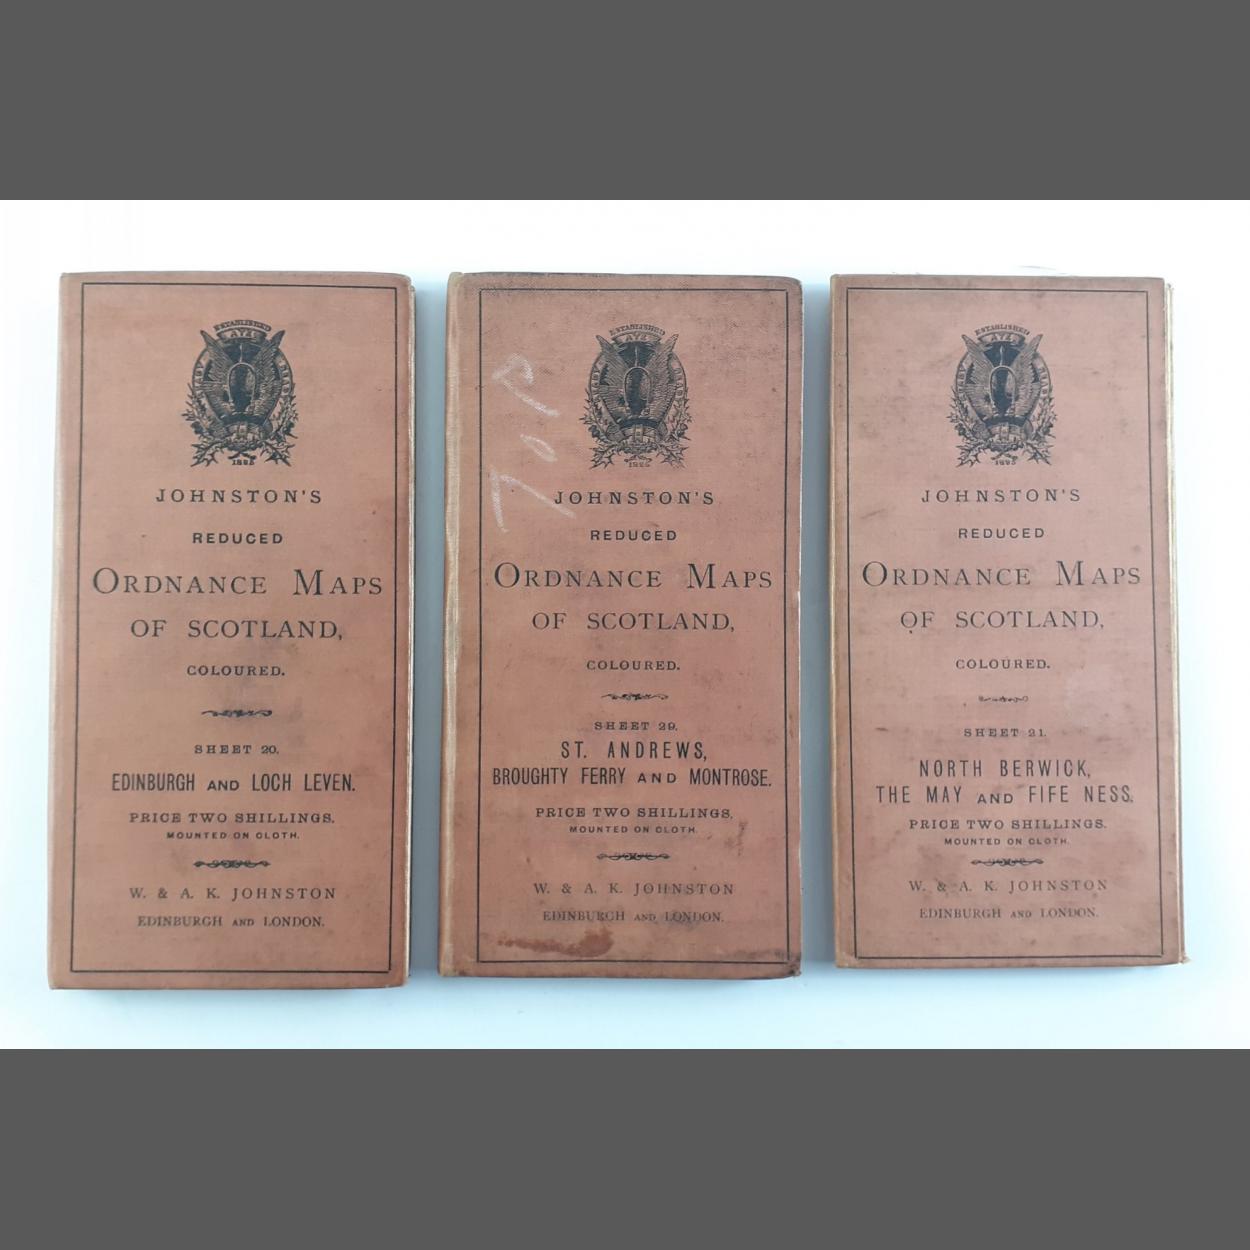 ESTABLISHED
1825
JOHNSTON'S
REDUCED
ORDNANCE MAPS
OF SCOTLAND,
COLOURED.
SHEET 20.
EDINBURGH AND LOCH LEVEN.
PRICE TWO SHILLINGS.
MOUNTED ON CLOTH.
W. & A. K. JOHNSTON
EDINBURGH AND LONDON.
TOP
ESTABLISHED
1825
JOHNSTON'S
REDUCED
ORDNANCE MAPS
OF SCOTLAND,
COLOURED.
SHEET 29.
ST. ANDREWS,
BROUGHTY FERRY AND MONTROSE.
PRICE TWO SHILLINGS,
MOUNTED ON CLOTH.
W. & A. K. JOHNSTON
EDINBURGH AND LONDON.
ESTABLISHED
1825
JOHNSTON'S
REDUCED
ORDNANCE MAPS
OF SCOTLAND,
COLOURED.
SHEET 21.
NORTH BERWICK,
THE MAY AND FIFE NESS.
PRICE TWO SHILLINGS.
MOUNTED ON CLOTH.
W. & A. K. JOHNSTON
EDINBURGH AND LONDON.